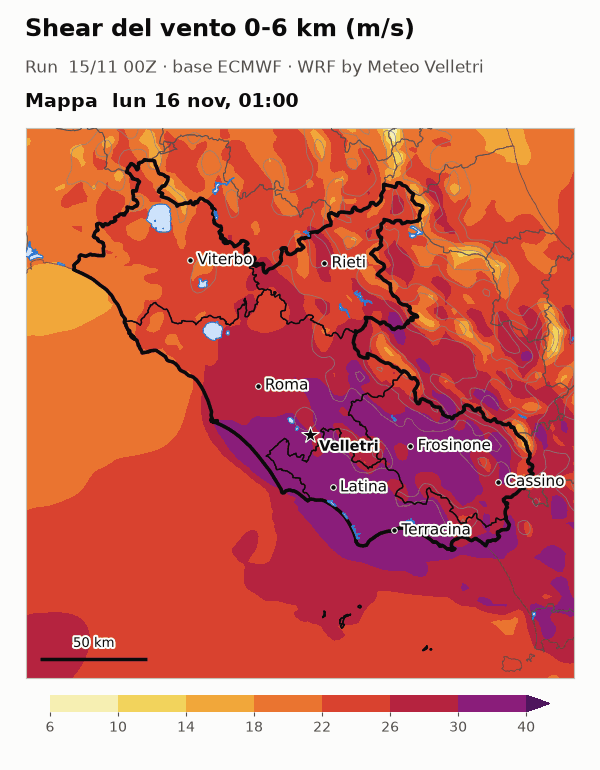 Shear del vento 0-6 km (m/s)
Run  15/11 00Z · base ECMWF · WRF by Meteo Velletri
Mappa  lun 16 nov, 01:00
Viterbo
Rieti
Roma
Velletri
Frosinone
Latina
Cassino
Terracina
50 km
6 10 14 18 22 26 30 40